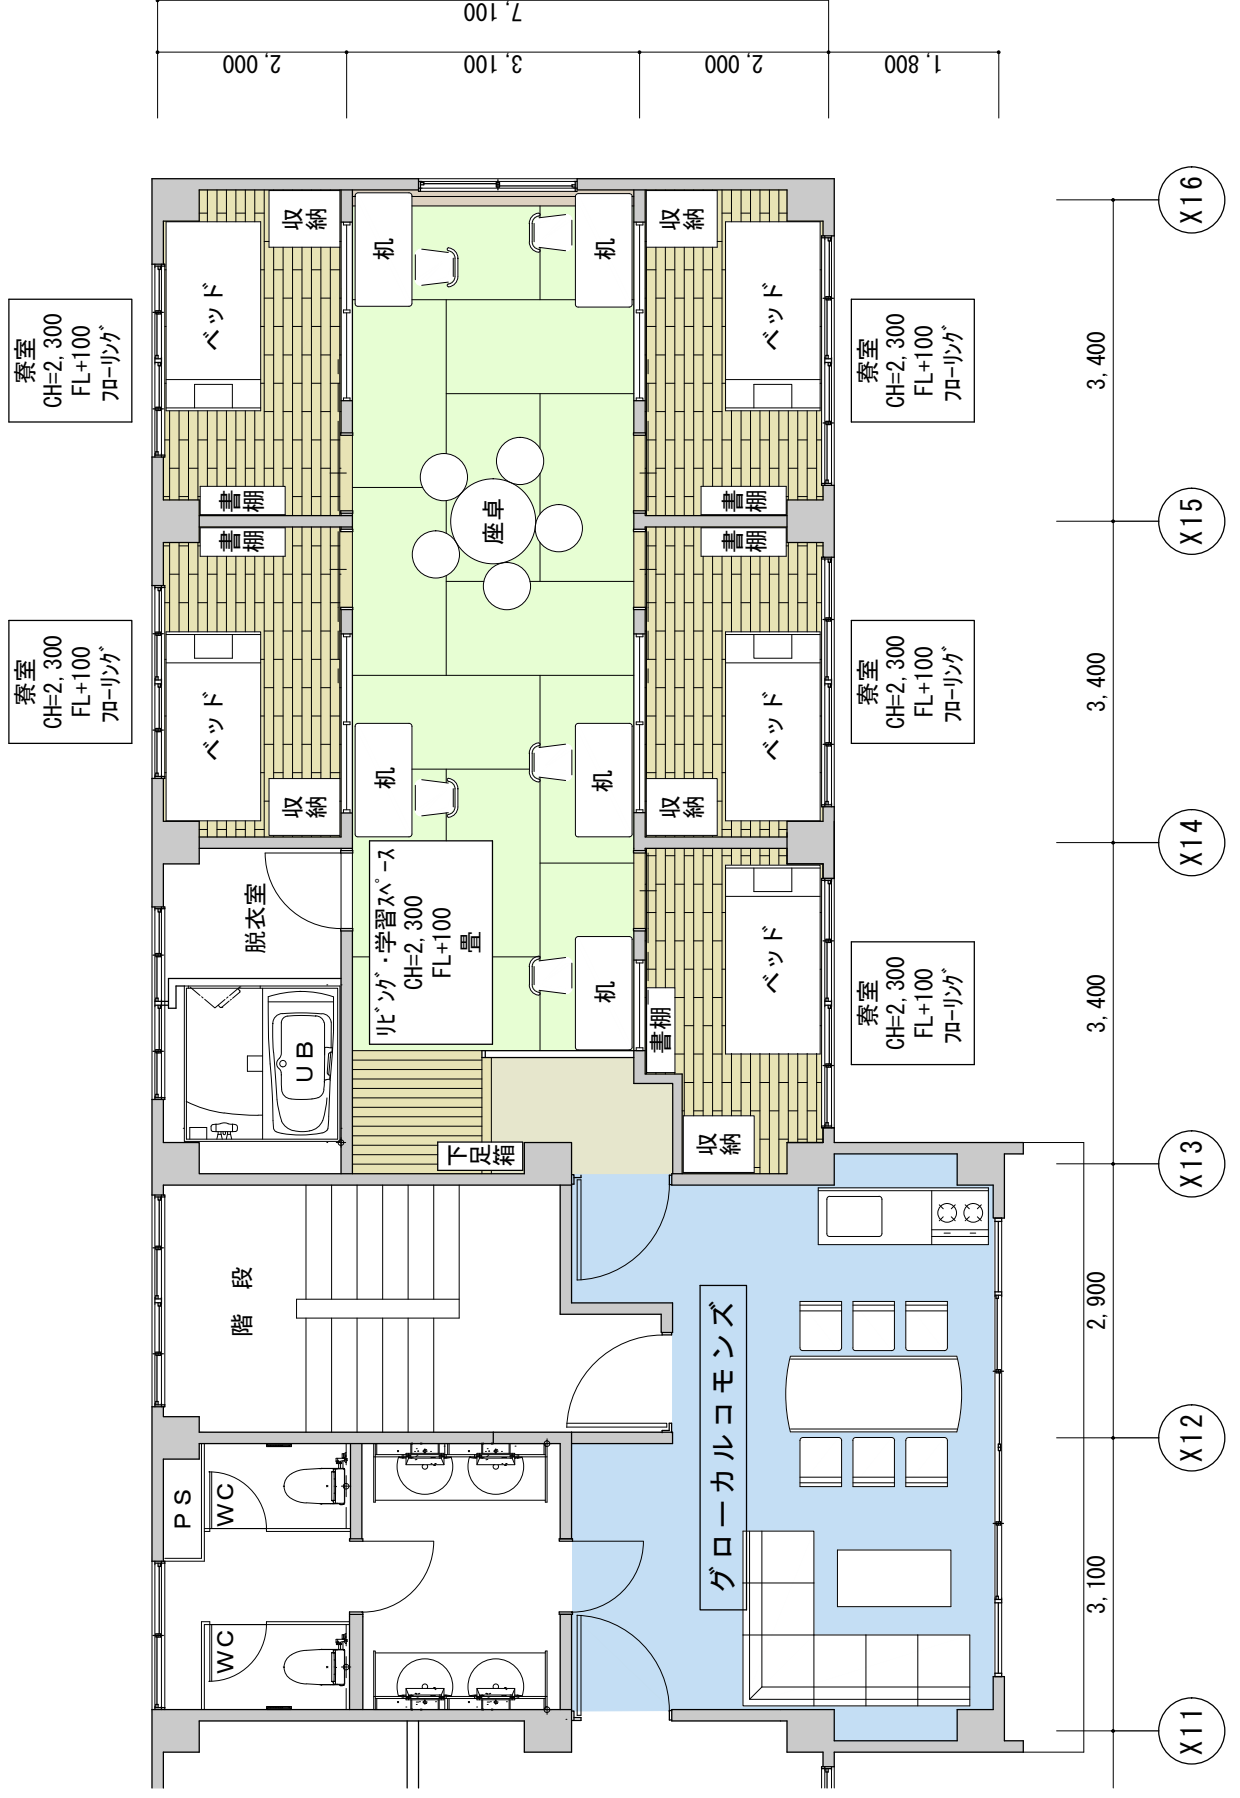 寮室
CH=2,300
FL+100
フローリング
寮室
CH=2,300
FL+100
フローリング
PS
WC
WC
階段
脱衣室
UB
ベッド
収納
書棚
書棚
ベッド
収納
机
机
リビング・学習スペース
CH=2,300
FL+100
畳
下足箱
座卓
机
机
机
書棚
収納
ベッド
収納
ベッド
書棚
書棚
ベッド
収納
グローカルコモンズ
寮室
CH=2,300
FL+100
フローリング
寮室
CH=2,300
FL+100
フローリング
寮室
CH=2,300
FL+100
フローリング
2,000
3,100
2,000
1,800
7,100
3,100
2,900
3,400
3,400
3,400
X11
X12
X13
X14
X15
X16